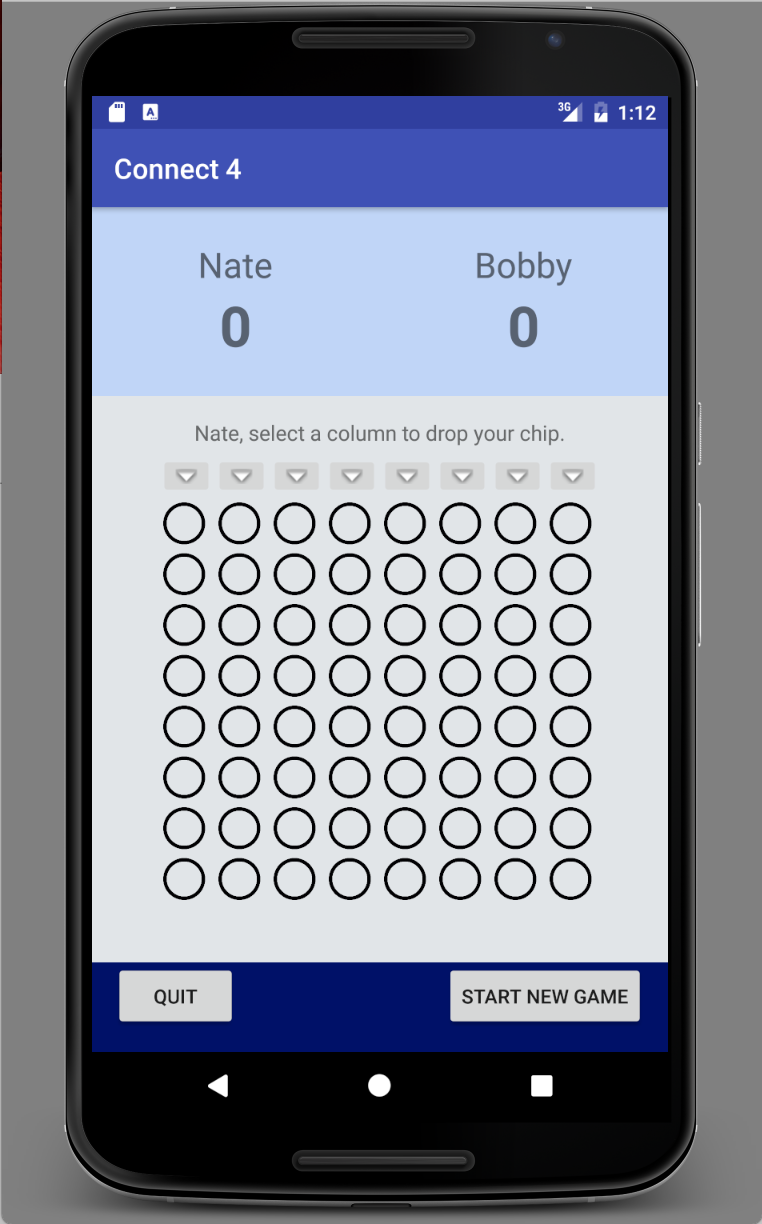 3G 1:12
Connect 4
Nate Bobby
0 0
Nate, select a column to drop your chip.
QUIT START NEW GAME